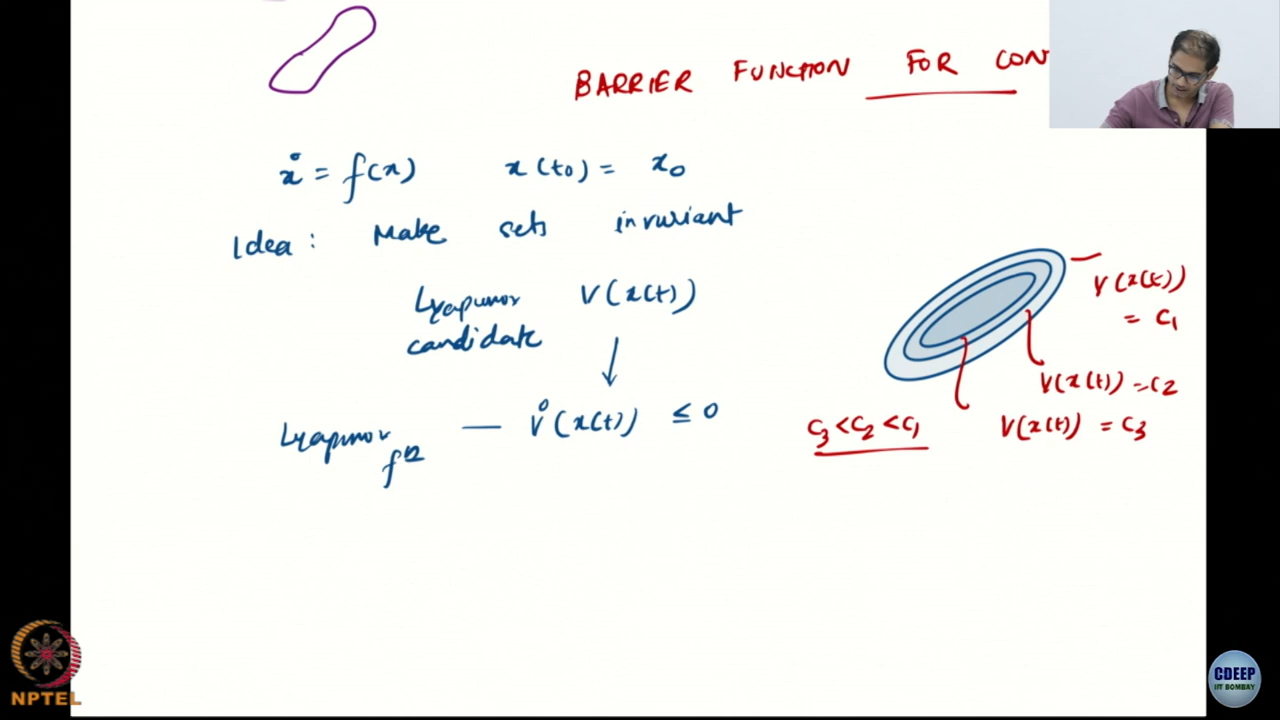 BARRIER FUNCTION FOR CON
ẋ = f(x) x(t₀) = x₀
Idea : Make sets invariant
Lyapunov V(x(t))
candidate
V(x(t))
= c₁
V(x(t)) = c₂
V(x(t)) = c₃
c₃ < c₂ < c₁
Lyapunov — V̇(x(t)) ≤ 0
fⁿ
NPTEL
CDEEP
IIT BOMBAY